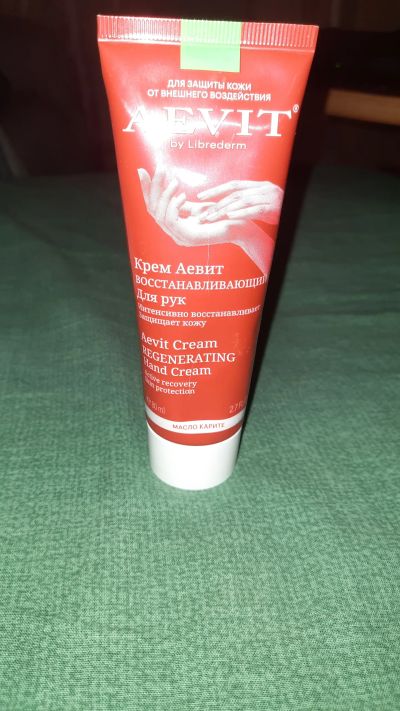 ДЛЯ ЗАЩИТЫ КОЖИ
ОТ ВНЕШНЕГО ВОЗДЕЙСТВИЯ
AEVIT®
by Librederm
Крем Аевит
ВОССТАНАВЛИВАЮЩИЙ
Для рук
Интенсивно восстанавливает
защищает кожу
Aevit Cream
REGENERATING
Hand Cream
Active recovery
protection
МАСЛО КАРИТЕ